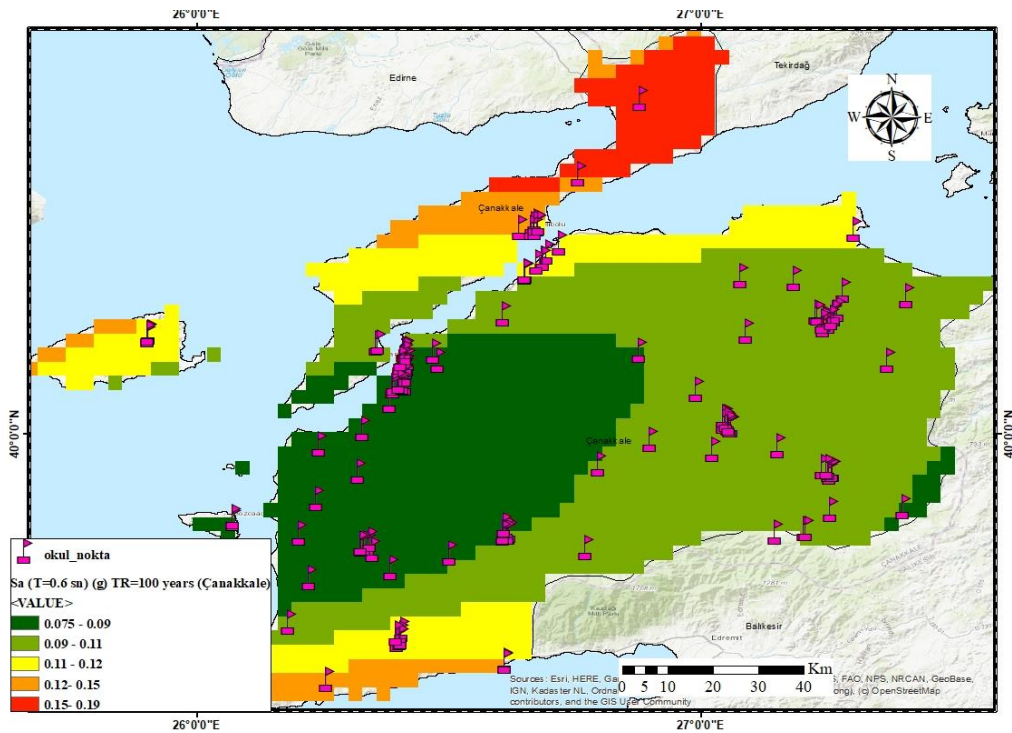 26°0'0"E 27°0'0"E
Edirne
Tekirdağ
N
W E
S
Çanakkale
40°0'0"N 40°0'0"N
Çanakkale
okul_nokta
Sa (T=0.6 sn) (g) TR=100 years (Çanakkale)
<VALUE>
0.075 - 0.09
0.09 - 0.11
0.11 - 0.12
0.12- 0.15
0.15- 0.19
Balıkesir
Edremit
Km
0 5 10 20 30 40
Sources: Esri, HERE, FAO, NPS, NRCAN, GeoBase,
IGN, Kadaster NL, (c) OpenStreetMap
contributors, and the GIS User Community
26°0'0"E 27°0'0"E